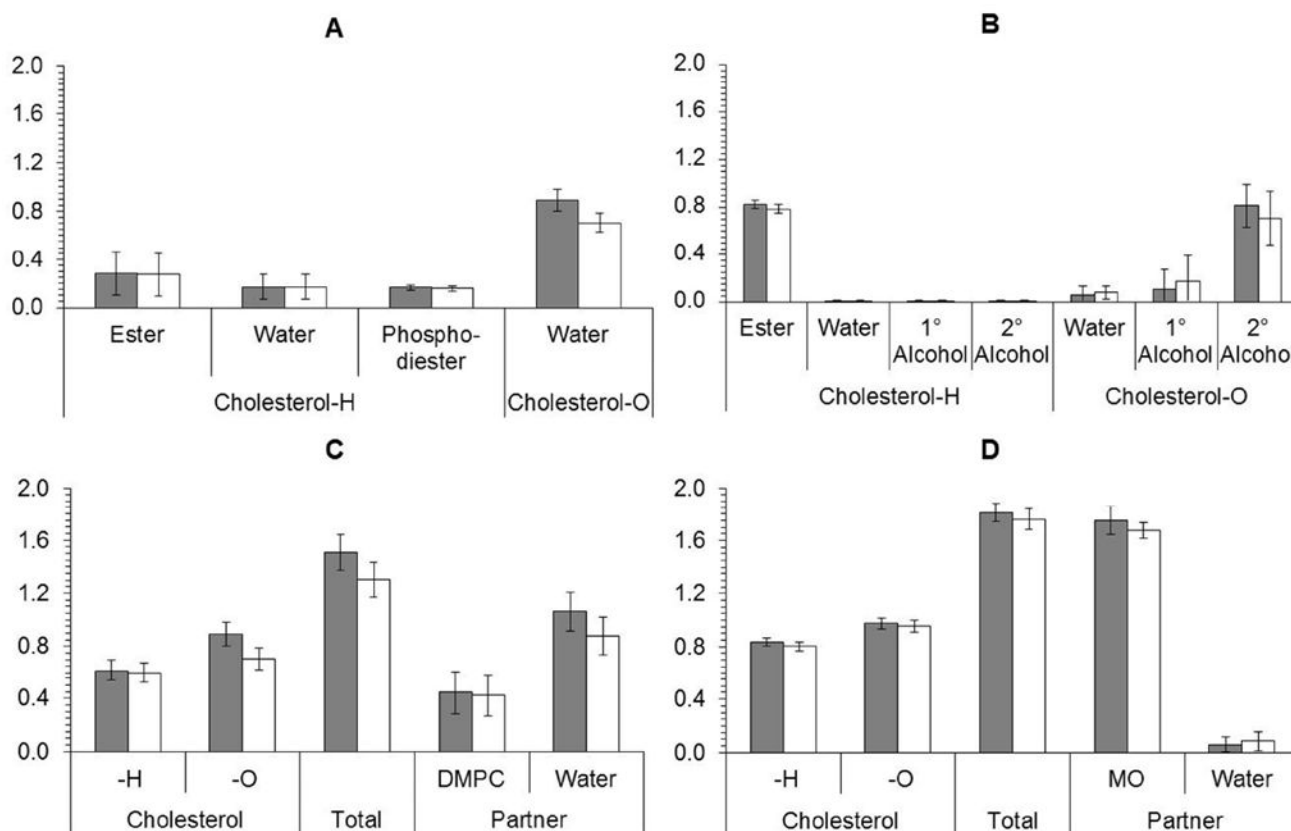 A
2.0
1.6
1.2
0.8
0.4
0.0
Ester Water Phospho-diester Water
Cholesterol-H Cholesterol-O
B
2.0
1.6
1.2
0.8
0.4
0.0
Ester Water 1° Alcohol 2° Alcohol Water 1° Alcohol 2° Alcoho
Cholesterol-H Cholesterol-O
C
2.0
1.6
1.2
0.8
0.4
0.0
-H -O DMPC Water
Cholesterol Total Partner
D
2.0
1.6
1.2
0.8
0.4
0.0
-H -O MO Water
Cholesterol Total Partner